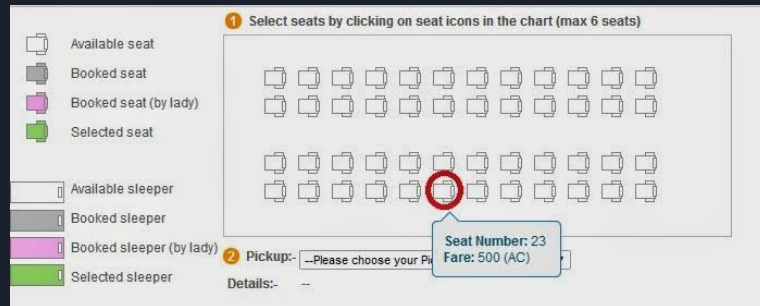 1 Select seats by clicking on seat icons in the chart (max 6 seats)
Available seat
Booked seat
Booked seat (by lady)
Selected seat
Available sleeper
Booked sleeper
Booked sleeper (by lady)
Selected sleeper
Seat Number: 23
Fare: 500 (AC)
2 Pickup:- --Please choose your
Details:- --